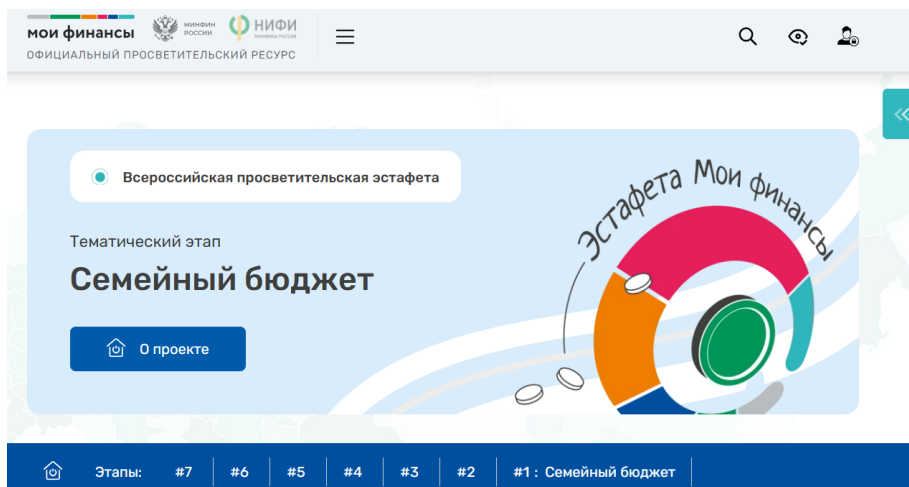 мои финансы
МИНФИН
РОССИИ
НИФИ
ОФИЦИАЛЬНЫЙ ПРОСВЕТИТЕЛЬСКИЙ РЕСУРС
Всероссийская просветительская эстафета
Эстафета Мои финансы
Тематический этап
Семейный бюджет
О проекте
Этапы: #7 #6 #5 #4 #3 #2 #1 : Семейный бюджет